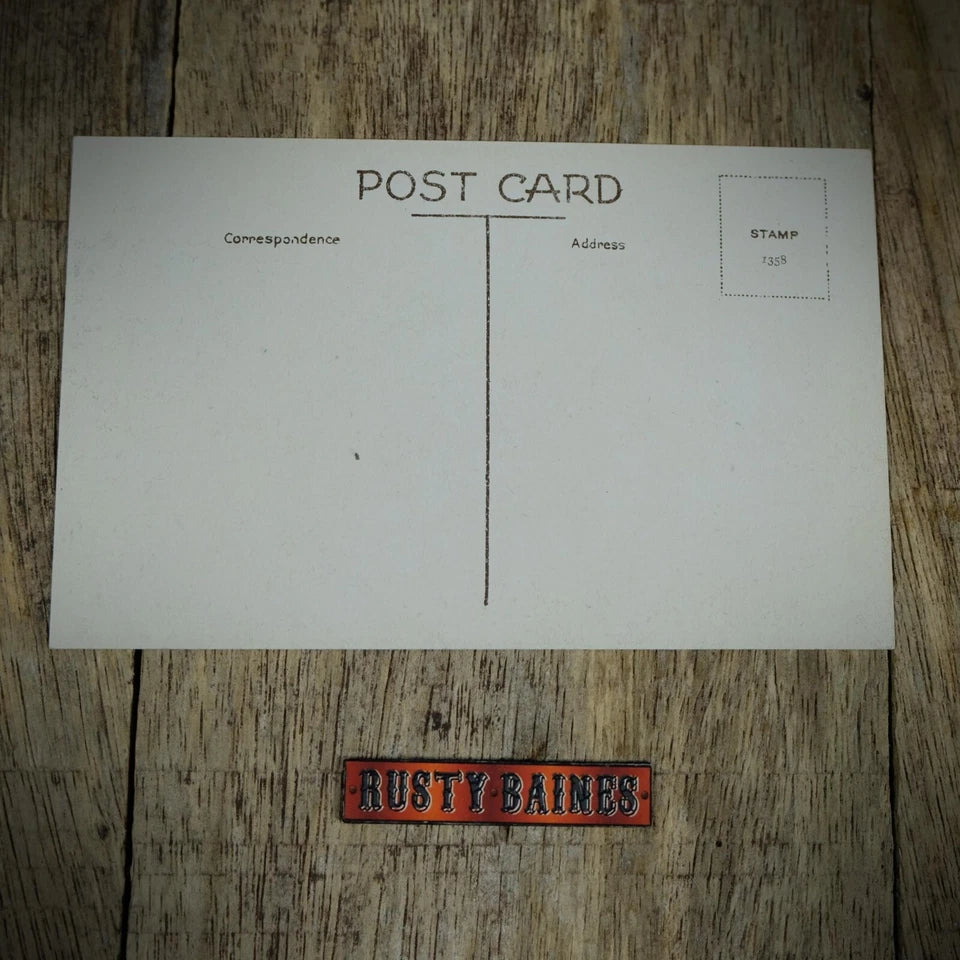 POST CARD
Correspondence
Address
STAMP
1358
RUSTY BAINES